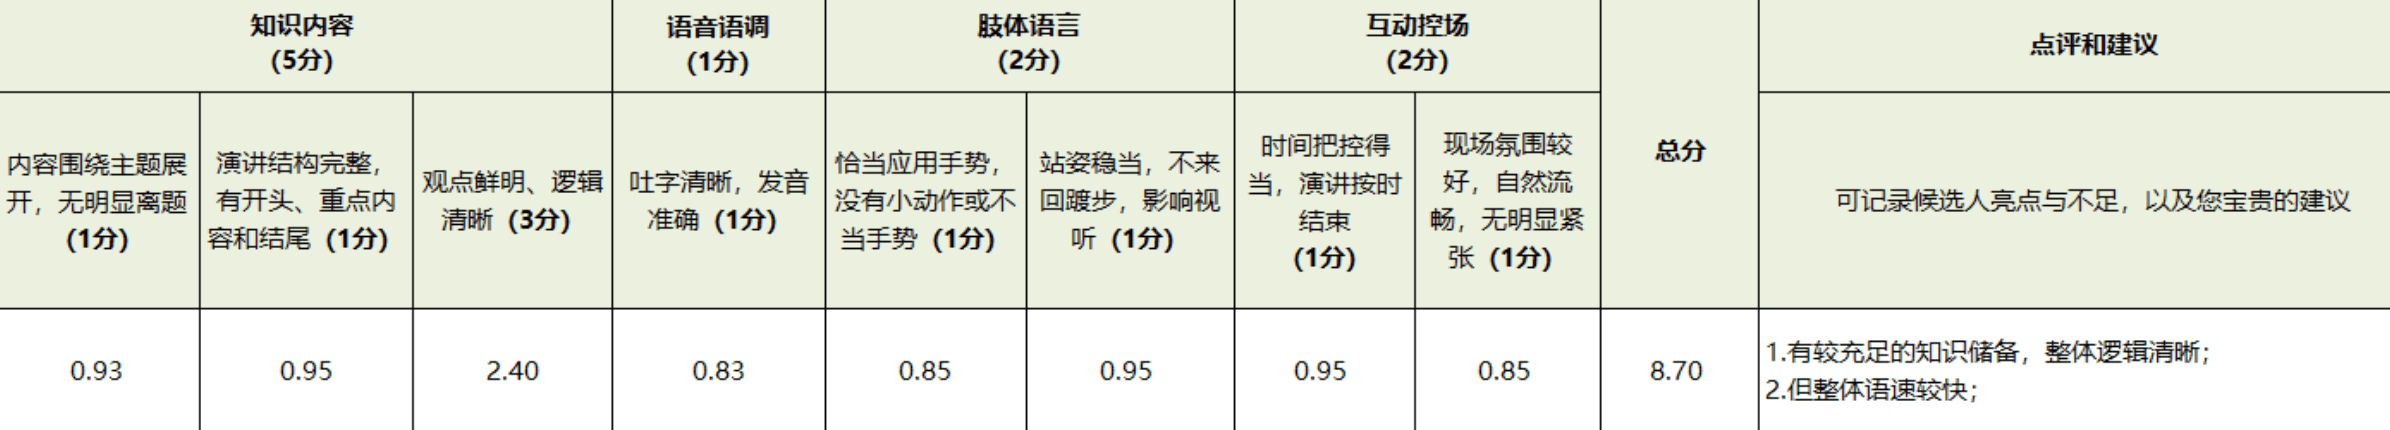 知识内容
(5分)
语音语调
(1分)
肢体语言
(2分)
互动控场
(2分)
总分
点评和建议
内容围绕主题展
开，无明显离题
(1分)
演讲结构完整，
有开头、重点内
容和结尾 (1分)
观点鲜明、逻辑
清晰 (3分)
吐字清晰，发音
准确 (1分)
恰当应用手势，
没有小动作或不
当手势 (1分)
站姿稳当，不来
回踱步，影响视
听 (1分)
时间把控得
当，演讲按时
结束
(1分)
现场氛围较
好，自然流
畅，无明显紧
张 (1分)
可记录候选人亮点与不足，以及您宝贵的建议
0.93
0.95
2.40
0.83
0.85
0.95
0.95
0.85
8.70
1.有较充足的知识储备，整体逻辑清晰；
2.但整体语速较快；